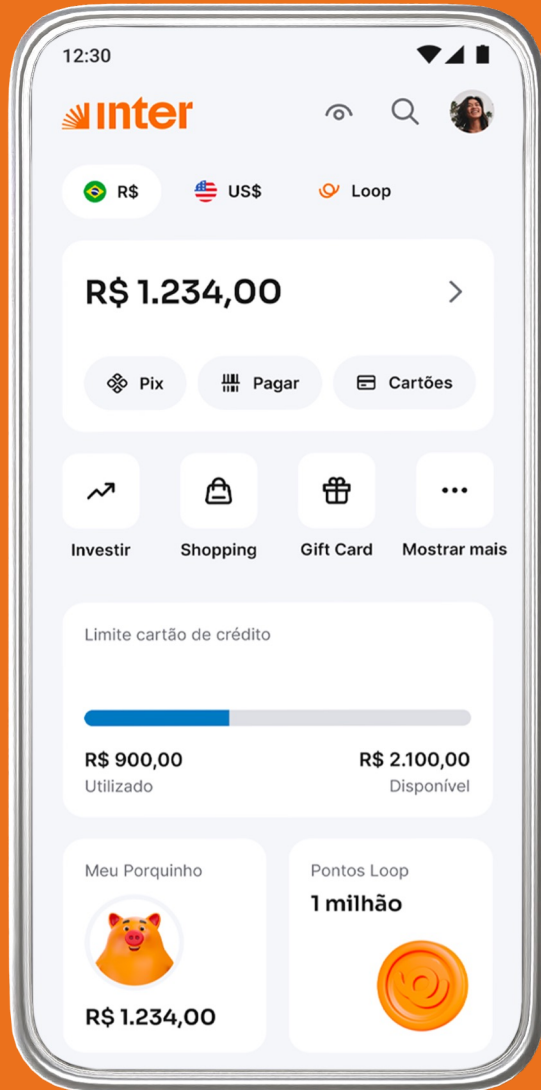 12:30
inter
R$ US$ Loop
R$ 1.234,00
Pix Pagar Cartões
Investir Shopping Gift Card Mostrar mais
Limite cartão de crédito
R$ 900,00 R$ 2.100,00
Utilizado Disponível
Meu Porquinho
R$ 1.234,00
Pontos Loop
1 milhão